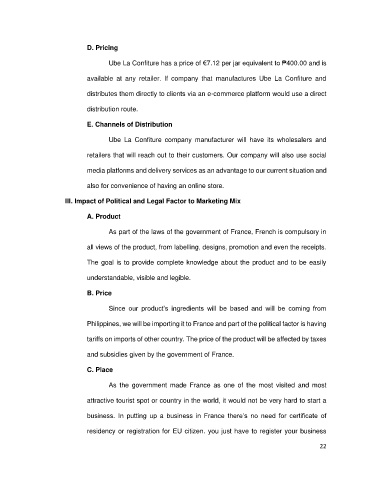 D. Pricing
Ube La Confiture has a price of €7.12 per jar equivalent to ₱400.00 and is
available at any retailer. If company that manufactures Ube La Confiture and
distributes them directly to clients via an e-commerce platform would use a direct
distribution route.
E. Channels of Distribution
Ube La Confiture company manufacturer will have its wholesalers and
retailers that will reach out to their customers. Our company will also use social
media platforms and delivery services as an advantage to our current situation and
also for convenience of having an online store.
III. Impact of Political and Legal Factor to Marketing Mix
A. Product
As part of the laws of the government of France, French is compulsory in
all views of the product, from labelling, designs, promotion and even the receipts.
The goal is to provide complete knowledge about the product and to be easily
understandable, visible and legible.
B. Price
Since our product's ingredients will be based and will be coming from
Philippines, we will be importing it to France and part of the political factor is having
tariffs on imports of other country. The price of the product will be affected by taxes
and subsidies given by the government of France.
C. Place
As the government made France as one of the most visited and most
attractive tourist spot or country in the world, it would not be very hard to start a
business. In putting up a business in France there's no need for certificate of
residency or registration for EU citizen. you just have to register your business
22